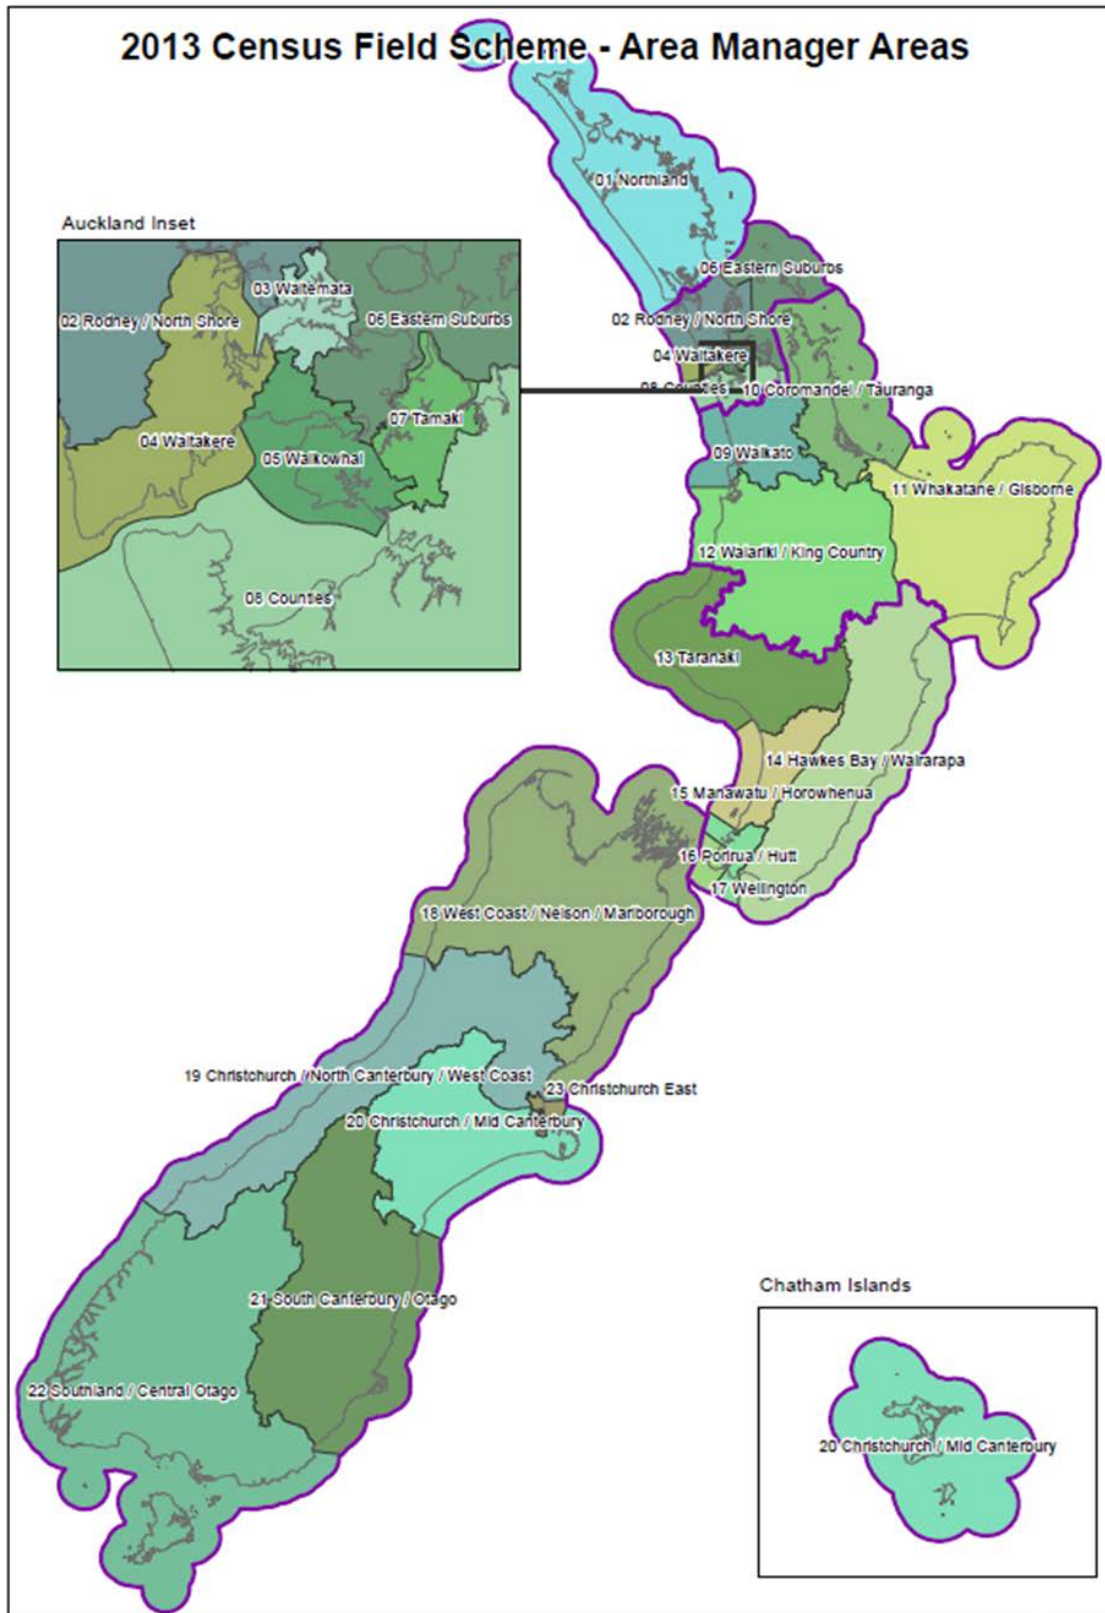 2013 Census Field Scheme - Area Manager Areas
01 Northland
Auckland Inset
03 Waitemata
02 Rodney / North Shore
06 Eastern Suburbs
07 Tamaki
04 Waitakere
05 Waikowhai
08 Counties
06 Eastern Suburbs
02 Rodney / North Shore
04 Waitakere
08 Counties
10 Coromandel / Tauranga
09 Waikato
11 Whakatane / Gisborne
12 Waiariki / King Country
13 Taranaki
14 Hawkes Bay / Wairarapa
15 Manawatu / Horowhenua
16 Porirua / Hutt
17 Wellington
18 West Coast / Nelson / Marlborough
19 Christchurch / North Canterbury / West Coast
23 Christchurch East
20 Christchurch / Mid Canterbury
21 South Canterbury / Otago
22 Southland / Central Otago
Chatham Islands
20 Christchurch / Mid Canterbury